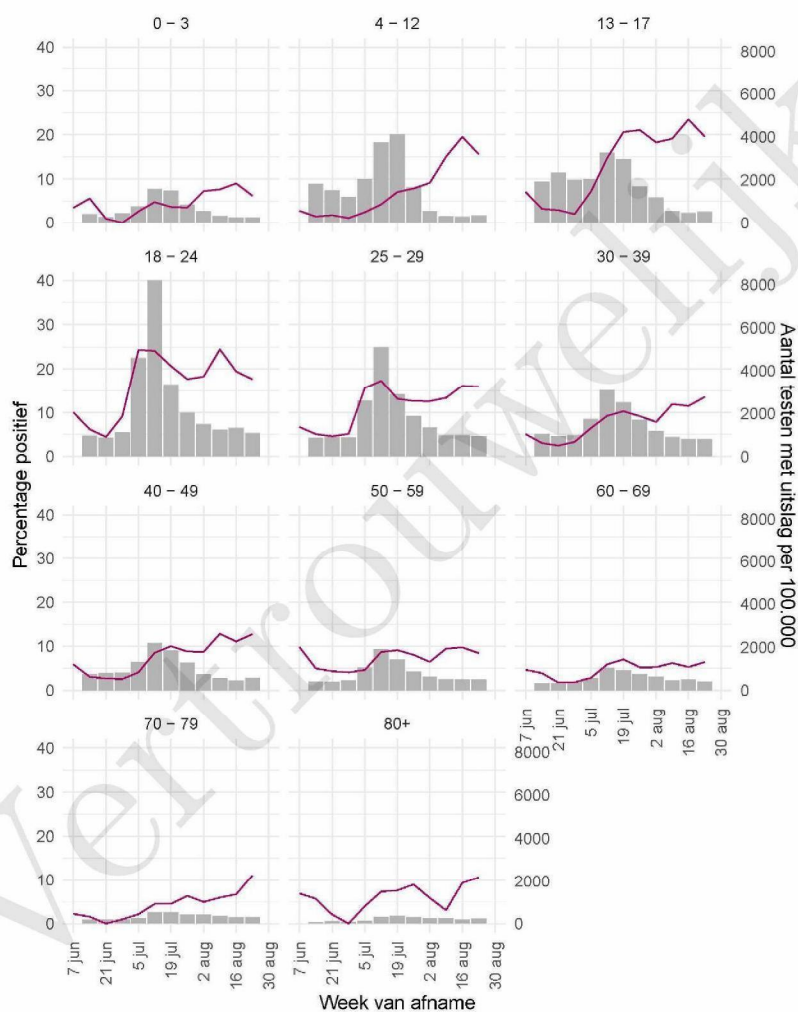 0 – 3
4 – 12
13 – 17
40
30
20
10
0
8000
6000
4000
2000
0
18 – 24
25 – 29
30 – 39
40
30
20
10
0
8000
6000
4000
2000
0
40 – 49
50 – 59
60 – 69
40
30
20
10
0
8000
6000
4000
2000
0
70 – 79
80+
40
30
20
10
0
8000
6000
4000
2000
0
7 jun
21 jun
5 jul
19 jul
2 aug
16 aug
30 aug
7 jun
21 jun
5 jul
19 jul
2 aug
16 aug
30 aug
7 jun
21 jun
5 jul
19 jul
2 aug
16 aug
30 aug
Percentage positief
Aantal testen met uitslag per 100.000
Week van afname
Vertrouwelijk